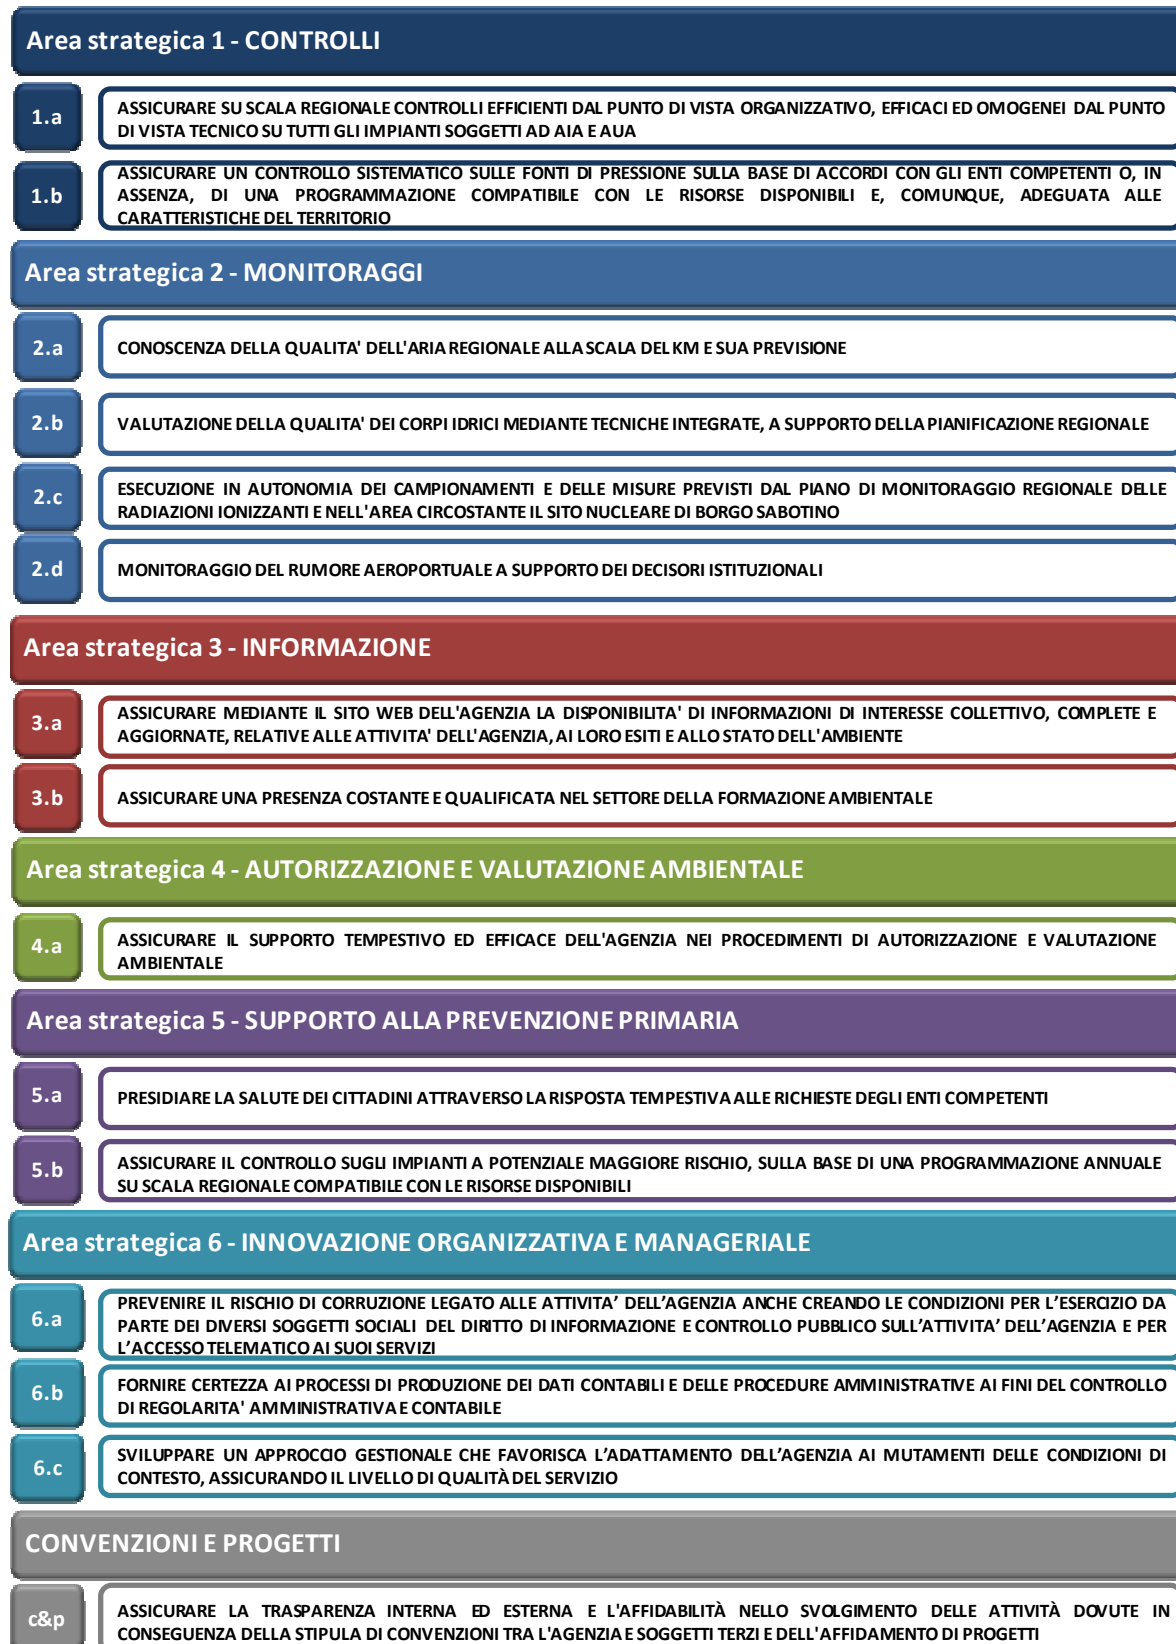 Area strategica 1 - CONTROLLI
1.a
ASSICURARE SU SCALA REGIONALE CONTROLLI EFFICIENTI DAL PUNTO DI VISTA ORGANIZZATIVO, EFFICACI ED OMOGENEI DAL PUNTO
DI VISTA TECNICO SU TUTTI GLI IMPIANTI SOGGETTI AD AIA E AUA
1.b
ASSICURARE UN CONTROLLO SISTEMATICO SULLE FONTI DI PRESSIONE SULLA BASE DI ACCORDI CON GLI ENTI COMPETENTI O, IN
ASSENZA, DI UNA PROGRAMMAZIONE COMPATIBILE CON LE RISORSE DISPONIBILI E, COMUNQUE, ADEGUATA ALLE
CARATTERISTICHE DEL TERRITORIO
Area strategica 2 - MONITORAGGI
2.a
CONOSCENZA DELLA QUALITA' DELL'ARIA REGIONALE ALLA SCALA DEL KM E SUA PREVISIONE
2.b
VALUTAZIONE DELLA QUALITA' DEI CORPI IDRICI MEDIANTE TECNICHE INTEGRATE, A SUPPORTO DELLA PIANIFICAZIONE REGIONALE
2.c
ESECUZIONE IN AUTONOMIA DEI CAMPIONAMENTI E DELLE MISURE PREVISTI DAL PIANO DI MONITORAGGIO REGIONALE DELLE
RADIAZIONI IONIZZANTI E NELL'AREA CIRCOSTANTE IL SITO NUCLEARE DI BORGO SABOTINO
2.d
MONITORAGGIO DEL RUMORE AEROPORTUALE A SUPPORTO DEI DECISORI ISTITUZIONALI
Area strategica 3 - INFORMAZIONE
3.a
ASSICURARE MEDIANTE IL SITO WEB DELL'AGENZIA LA DISPONIBILITA' DI INFORMAZIONI DI INTERESSE COLLETTIVO, COMPLETE E
AGGIORNATE, RELATIVE ALLE ATTIVITA' DELL'AGENZIA, AI LORO ESITI E ALLO STATO DELL'AMBIENTE
3.b
ASSICURARE UNA PRESENZA COSTANTE E QUALIFICATA NEL SETTORE DELLA FORMAZIONE AMBIENTALE
Area strategica 4 - AUTORIZZAZIONE E VALUTAZIONE AMBIENTALE
4.a
ASSICURARE IL SUPPORTO TEMPESTIVO ED EFFICACE DELL'AGENZIA NEI PROCEDIMENTI DI AUTORIZZAZIONE E VALUTAZIONE
AMBIENTALE
Area strategica 5 - SUPPORTO ALLA PREVENZIONE PRIMARIA
5.a
PRESIDIARE LA SALUTE DEI CITTADINI ATTRAVERSO LA RISPOSTA TEMPESTIVA ALLE RICHIESTE DEGLI ENTI COMPETENTI
5.b
ASSICURARE IL CONTROLLO SUGLI IMPIANTI A POTENZIALE MAGGIORE RISCHIO, SULLA BASE DI UNA PROGRAMMAZIONE ANNUALE
SU SCALA REGIONALE COMPATIBILE CON LE RISORSE DISPONIBILI
Area strategica 6 - INNOVAZIONE ORGANIZZATIVA E MANAGERIALE
6.a
PREVENIRE IL RISCHIO DI CORRUZIONE LEGATO ALLE ATTIVITA' DELL'AGENZIA ANCHE CREANDO LE CONDIZIONI PER L'ESERCIZIO DA
PARTE DEI DIVERSI SOGGETTI SOCIALI DEL DIRITTO DI INFORMAZIONE E CONTROLLO PUBBLICO SULL'ATTIVITA' DELL'AGENZIA E PER
L'ACCESSO TELEMATICO AI SUOI SERVIZI
6.b
FORNIRE CERTEZZA AI PROCESSI DI PRODUZIONE DEI DATI CONTABILI E DELLE PROCEDURE AMMINISTRATIVE AI FINI DEL CONTROLLO
DI REGOLARITA' AMMINISTRATIVA E CONTABILE
6.c
SVILUPPARE UN APPROCCIO GESTIONALE CHE FAVORISCA L'ADATTAMENTO DELL'AGENZIA AI MUTAMENTI DELLE CONDIZIONI DI
CONTESTO, ASSICURANDO IL LIVELLO DI QUALITÀ DEL SERVIZIO
CONVENZIONI E PROGETTI
c&p
ASSICURARE LA TRASPARENZA INTERNA ED ESTERNA E L'AFFIDABILITÀ NELLO SVOLGIMENTO DELLE ATTIVITÀ DOVUTE IN
CONSEGUENZA DELLA STIPULA DI CONVENZIONI TRA L'AGENZIA E SOGGETTI TERZI E DELL'AFFIDAMENTO DI PROGETTI